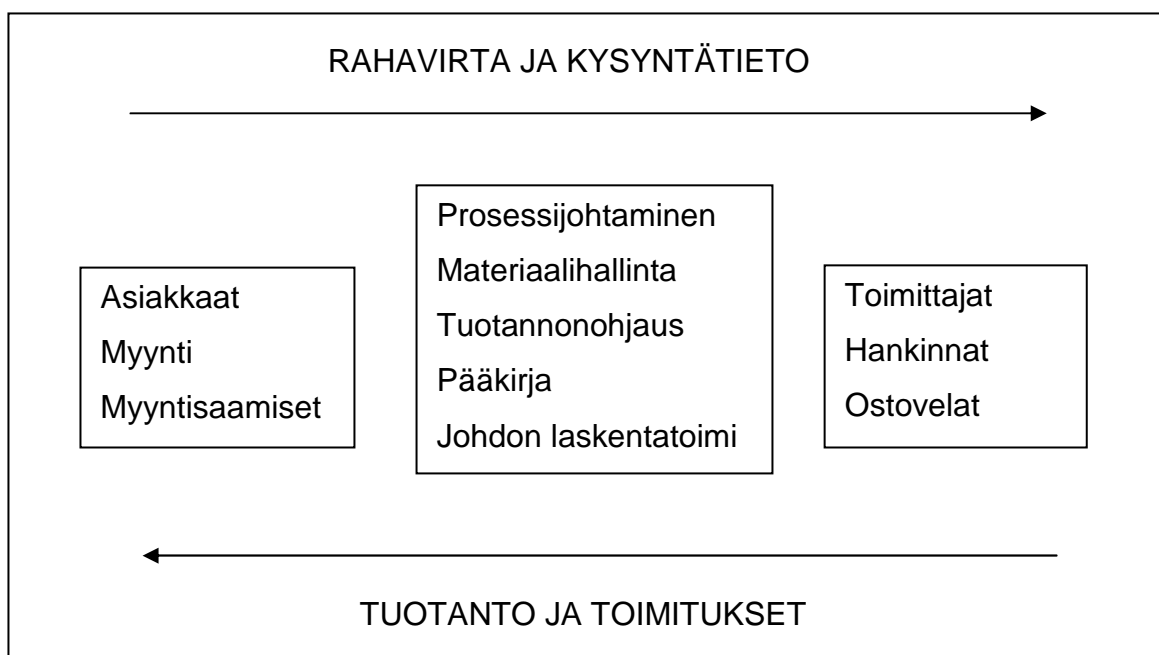 RAHAVIRTA JA KYSYNTÄTIETO
Asiakkaat
Myynti
Myyntisaamiset
Prosessijohtaminen
Materiaalihallinta
Tuotannonohjaus
Pääkirja
Johdon laskentatoimi
Toimittajat
Hankinnat
Ostovelat
TUOTANTO JA TOIMITUKSET